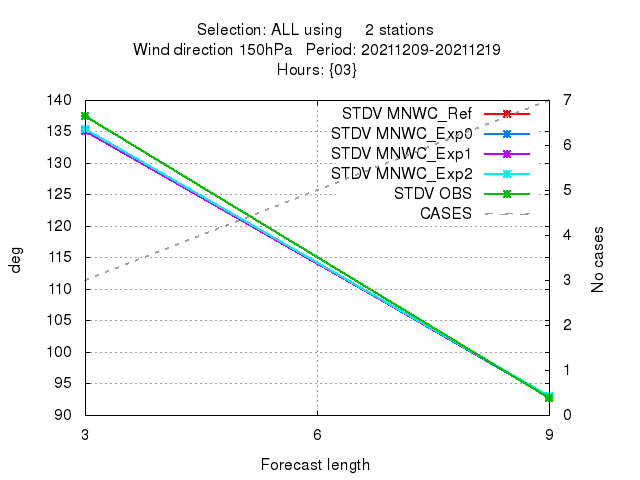 Selection: ALL using 2 stations
Wind direction 150hPa Period: 20211209-20211219
Hours: {03}
STDV MNWC_Ref
STDV MNWC_Exp0
STDV MNWC_Exp1
STDV MNWC_Exp2
STDV OBS
CASES
140
135
130
125
120
115
110
105
100
95
90
deg
7
6
5
4
3
2
1
0
No cases
3 6 9
Forecast length